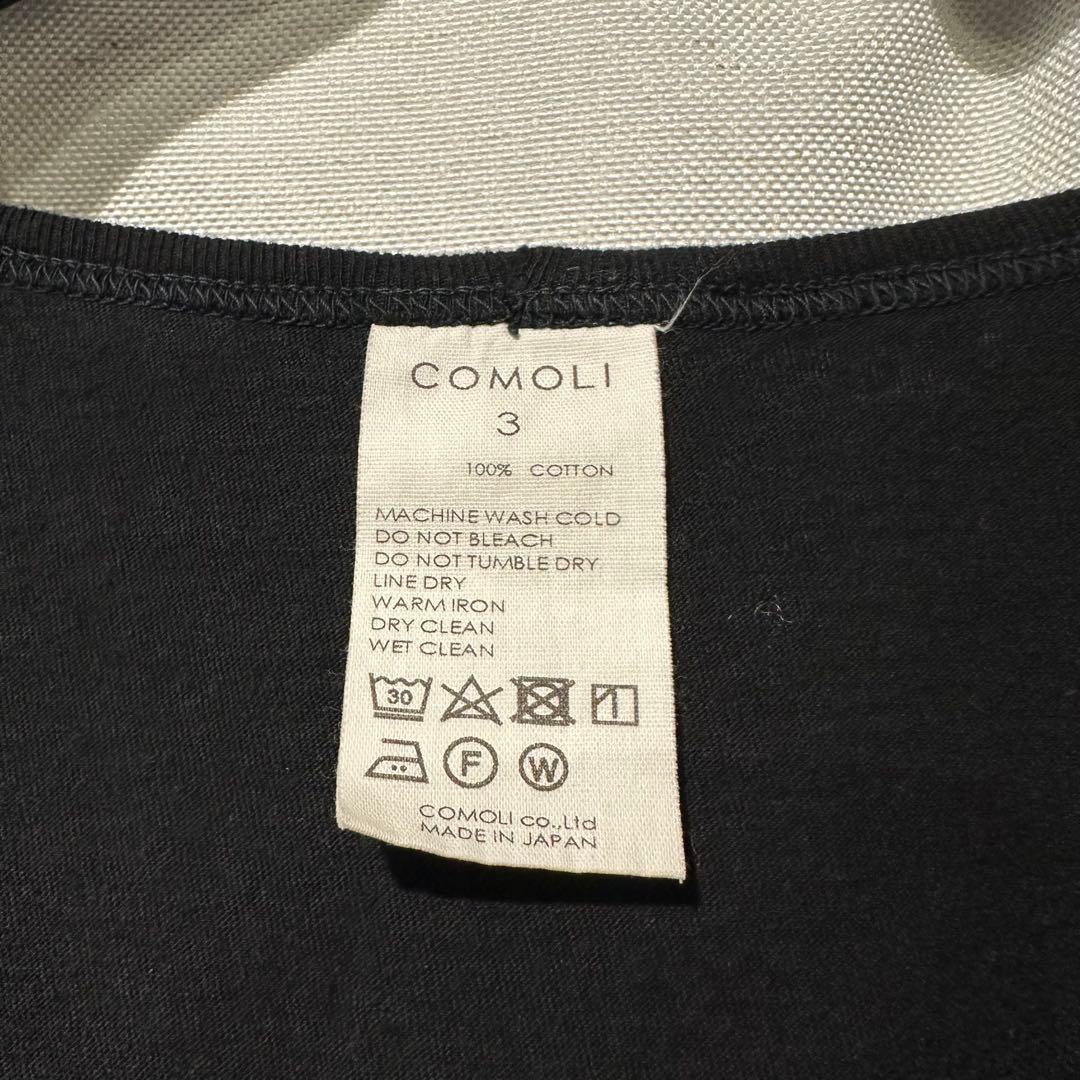 COMOLI
3
100% COTTON
MACHINE WASH COLD
DO NOT BLEACH
DO NOT TUMBLE DRY
LINE DRY
WARM IRON
DRY CLEAN
WET CLEAN
30
F W
COMOLI co.,Ltd
MADE IN JAPAN